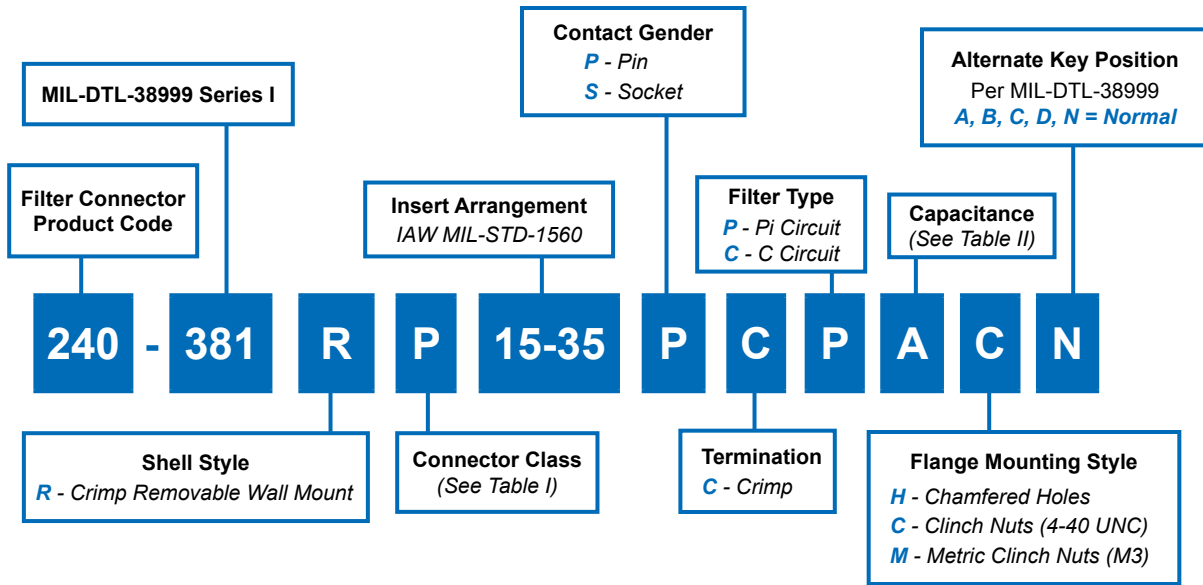 Contact Gender
P - Pin
S - Socket
Alternate Key Position
Per MIL-DTL-38999
A, B, C, D, N = Normal
MIL-DTL-38999 Series I
Filter Connector
Product Code
Insert Arrangement
IAW MIL-STD-1560
Filter Type
P - Pi Circuit
C - C Circuit
Capacitance
(See Table II)
240 - 381 R P 15-35 P C P A C N
Shell Style
R - Crimp Removable Wall Mount
Connector Class
(See Table I)
Termination
C - Crimp
Flange Mounting Style
H - Chamfered Holes
C - Clinch Nuts (4-40 UNC)
M - Metric Clinch Nuts (M3)